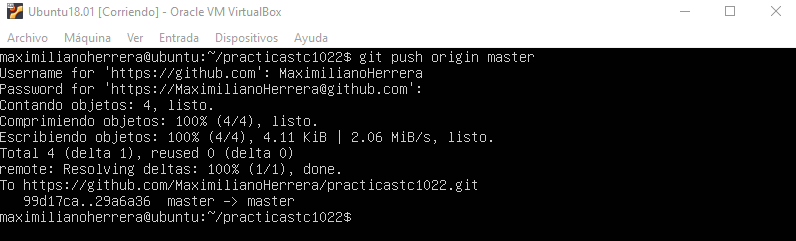 Ubuntu18.01 [Corriendo] - Oracle VM VirtualBox
Archivo Máquina Ver Entrada Dispositivos Ayuda
maximilianoherrera@ubuntu:~/practicastc1022$ git push origin master
Username for 'https://github.com': MaximilianoHerrera
Password for 'https://MaximilianoHerrera@github.com':
Contando objetos: 4, listo.
Comprimiendo objetos: 100% (4/4), listo.
Escribiendo objetos: 100% (4/4), 4.11 KiB | 2.06 MiB/s, listo.
Total 4 (delta 1), reused 0 (delta 0)
remote: Resolving deltas: 100% (1/1), done.
To https://github.com/MaximilianoHerrera/practicastc1022.git
99d17ca..29a6a36 master -> master
maximilianoherrera@ubuntu:~/practicastc1022$